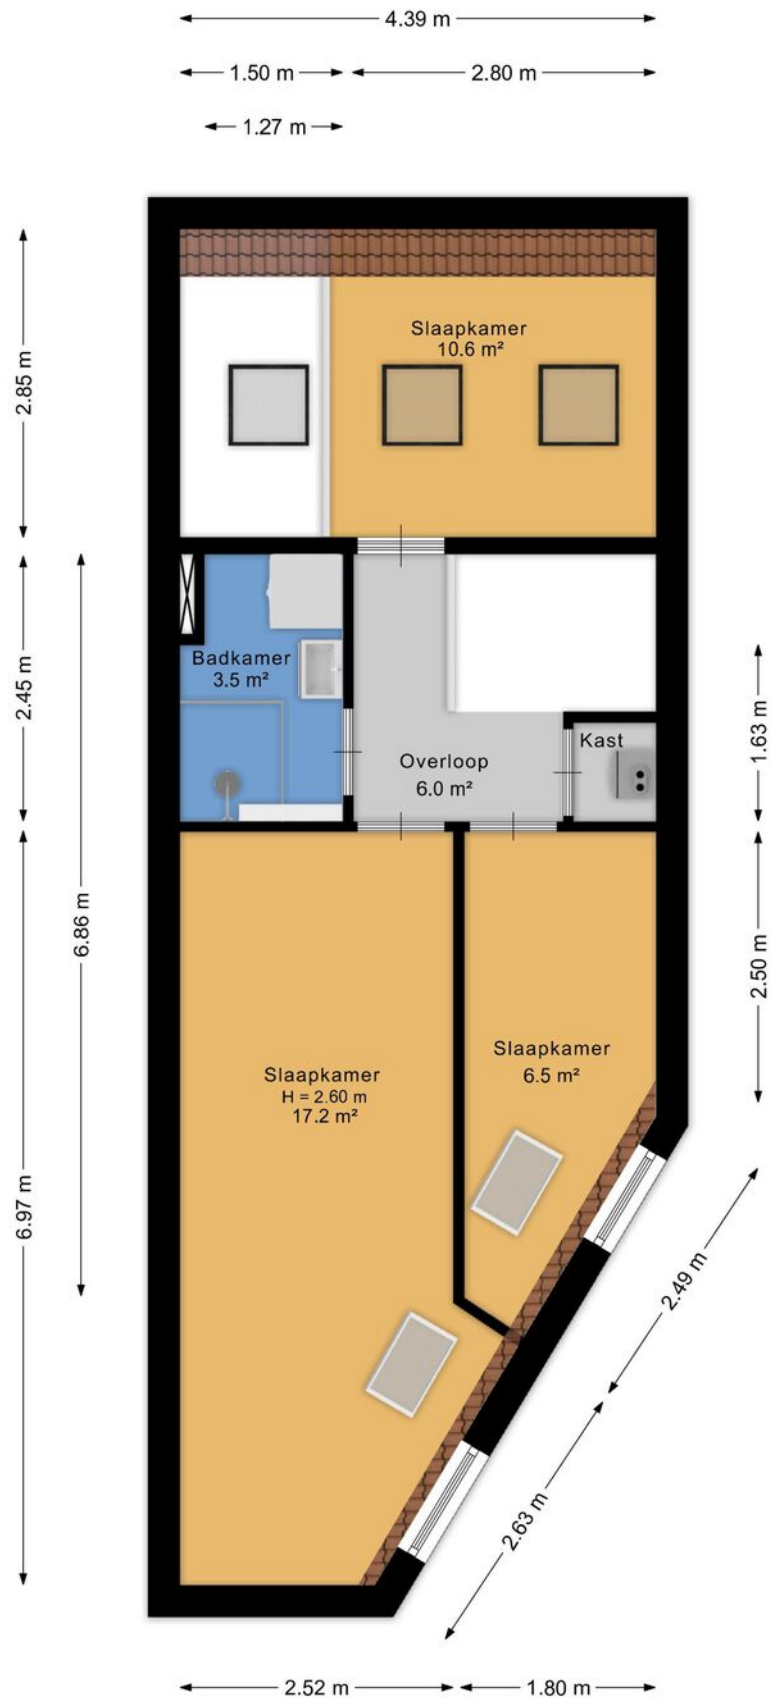 4.39 m
1.50 m
2.80 m
1.27 m
2.85 m
Slaapkamer
10.6 m²
2.45 m
6.86 m
Badkamer
3.5 m²
Overloop
6.0 m²
Kast
1.63 m
2.50 m
6.97 m
Slaapkamer
H = 2.60 m
17.2 m²
Slaapkamer
6.5 m²
2.49 m
2.63 m
2.52 m
1.80 m